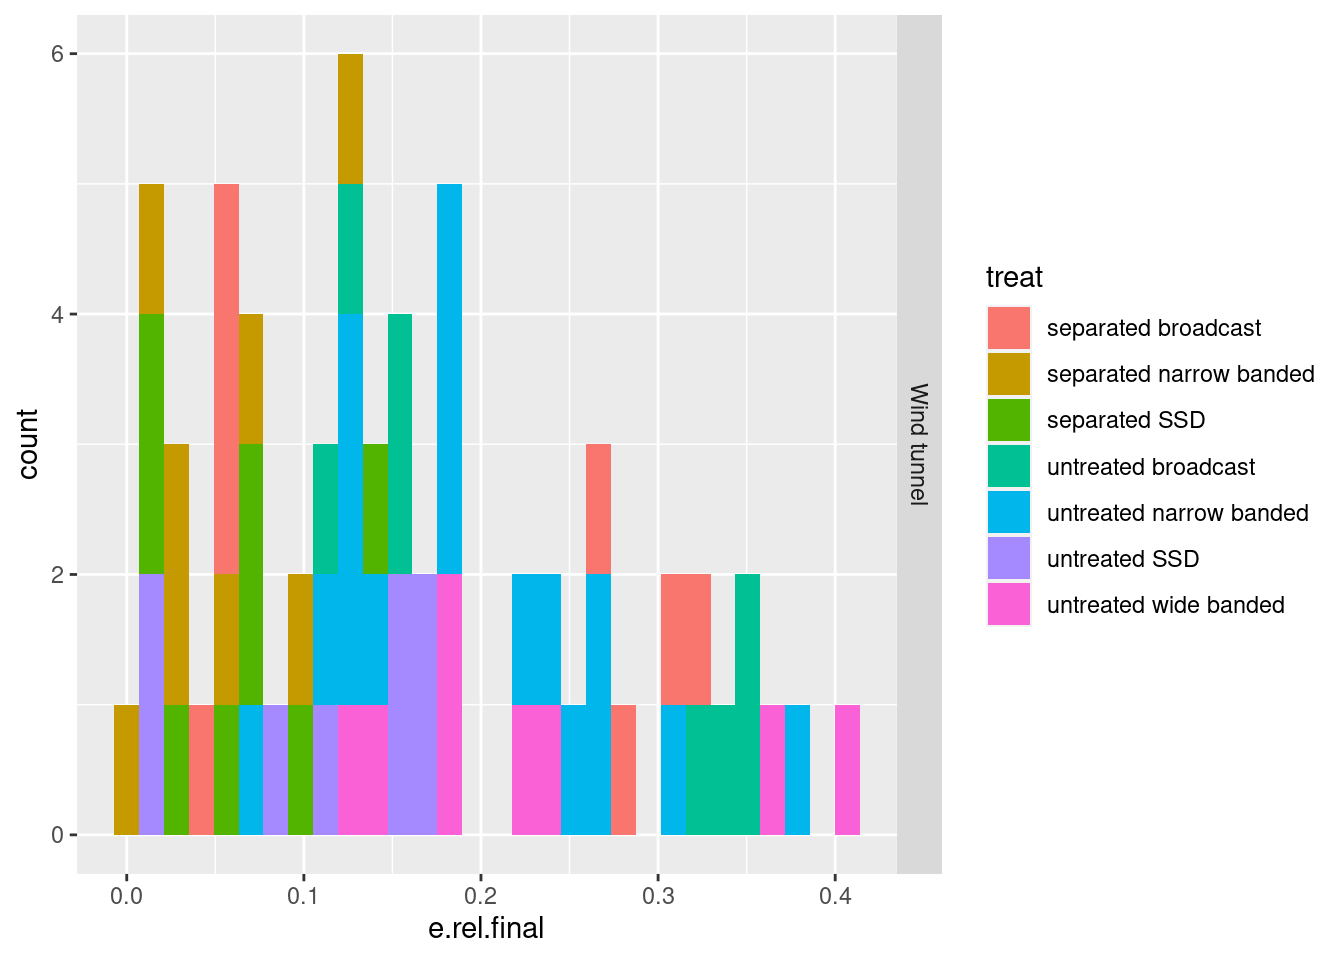 6
4
2
0
count
0.0
0.1
0.2
0.3
0.4
e.rel.final
Wind tunnel
treat
separated broadcast
separated narrow banded
separated SSD
untreated broadcast
untreated narrow banded
untreated SSD
untreated wide banded